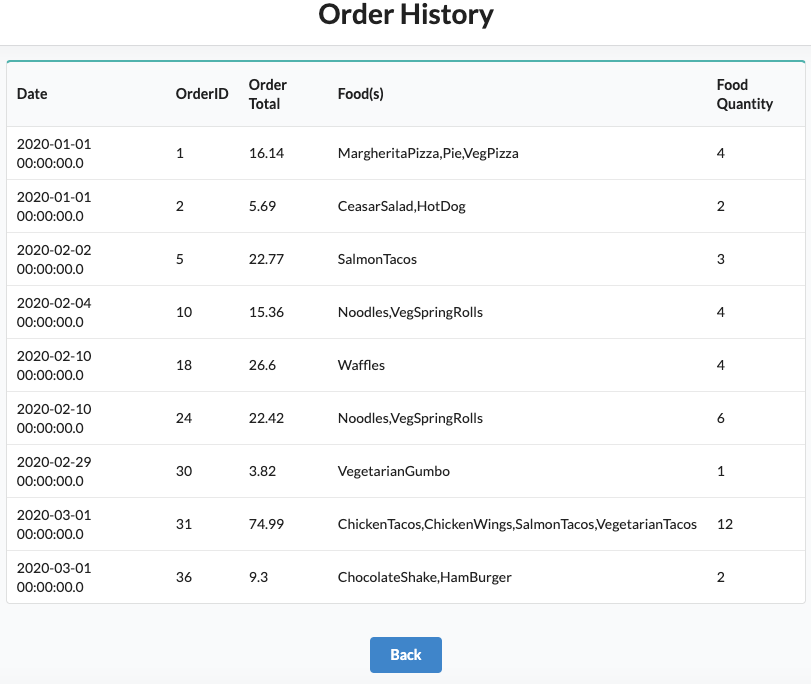 Order History
Date OrderID Order Total Food(s) Food Quantity
2020-01-01 00:00:00.0 1 16.14 MargheritaPizza,Pie,VegPizza 4
2020-01-01 00:00:00.0 2 5.69 CeasarSalad,HotDog 2
2020-02-02 00:00:00.0 5 22.77 SalmonTacos 3
2020-02-04 00:00:00.0 10 15.36 Noodles,VegSpringRolls 4
2020-02-10 00:00:00.0 18 26.6 Waffles 4
2020-02-10 00:00:00.0 24 22.42 Noodles,VegSpringRolls 6
2020-02-29 00:00:00.0 30 3.82 VegetarianGumbo 1
2020-03-01 00:00:00.0 31 74.99 ChickenTacos,ChickenWings,SalmonTacos,VegetarianTacos 12
2020-03-01 00:00:00.0 36 9.3 ChocolateShake,HamBurger 2
Back